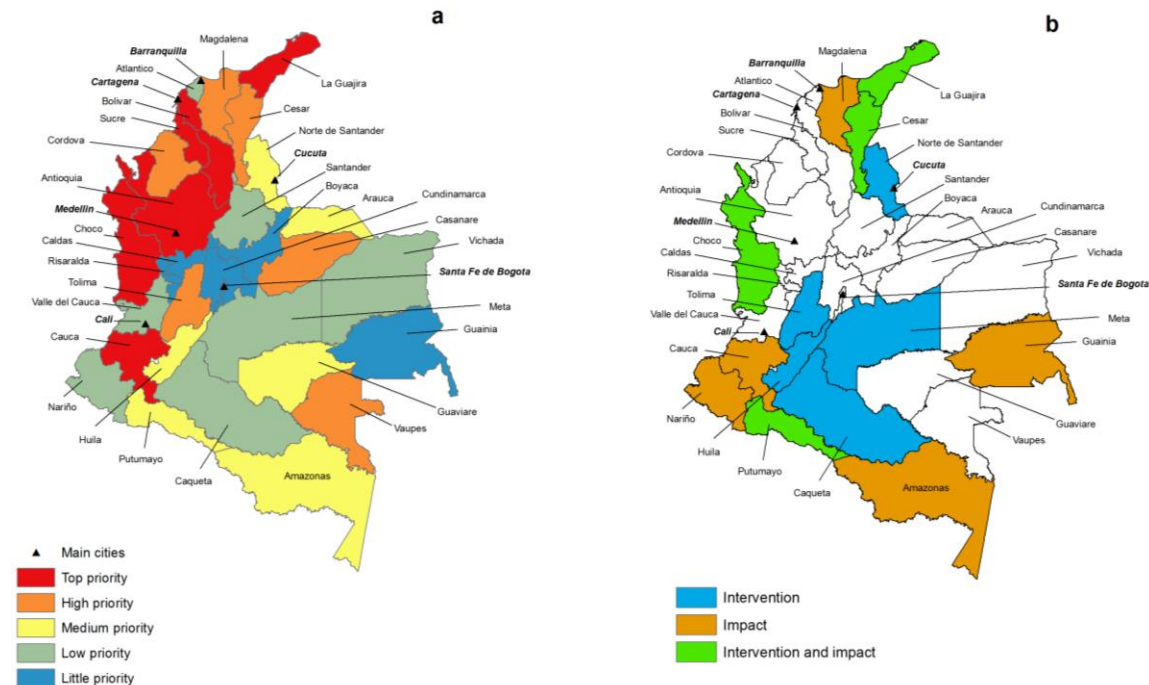 a
Barranquilla
Magdalena
Atlantico
Cartagena
Bolivar
Sucre
La Guajira
Cesar
Cordova
Norte de Santander
Cucuta
Santander
Antioquia
Boyaca
Cundinamarca
Arauca
Medellin
Casanare
Choco
Caldas
Vichada
Risaralda
Santa Fe de Bogota
Tolima
Valle del Cauca
Meta
Cali
Guainia
Cauca
Nariño
Guaviare
Huila
Vaupes
Putumayo
Caqueta
Amazonas
Main cities
Top priority
High priority
Medium priority
Low priority
Little priority
b
Magdalena
Barranquilla
Atlantico
Cartagena
Bolivar
Sucre
La Guajira
Cesar
Cordova
Norte de Santander
Cucuta
Santander
Antioquia
Boyaca
Cundinamarca
Arauca
Medellin
Casanare
Choco
Caldas
Vichada
Risaralda
Santa Fe de Bogota
Tolima
Valle del Cauca
Meta
Cali
Guainia
Cauca
Nariño
Guaviare
Huila
Vaupes
Putumayo
Caqueta
Amazonas
Intervention
Impact
Intervention and impact